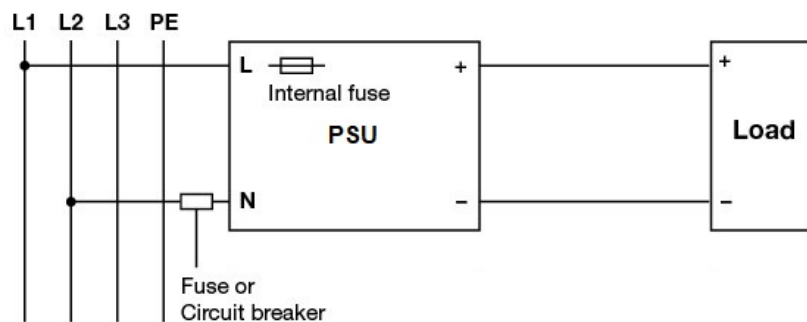 L1 L2 L3 PE
L + +
Internal fuse
PSU Load
N - -
Fuse or
Circuit breaker